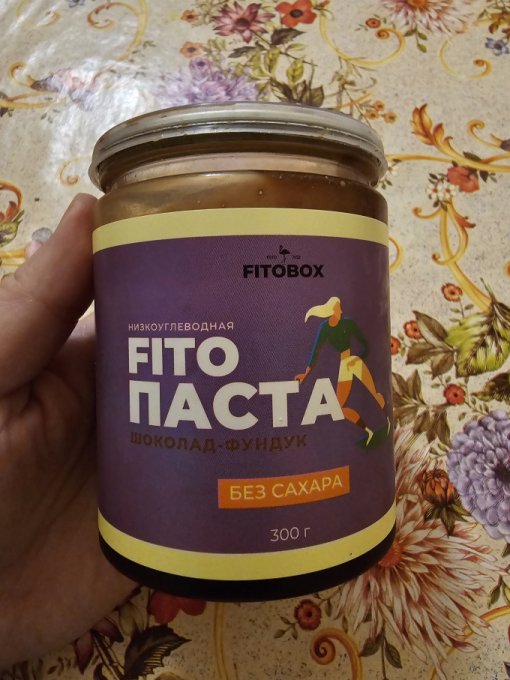 FITOBOX
НИЗКОУГЛЕВОДНАЯ
FITO
ПАСТА
ШОКОЛАД-ФУНДУК
БЕЗ САХАРА
300 г